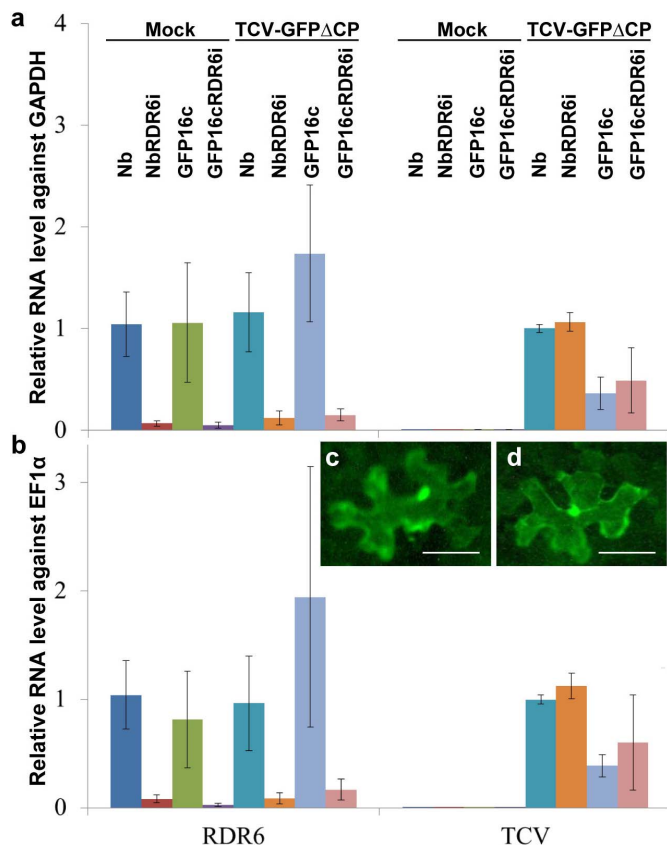 a
Relative RNA level against GAPDH
4
3
2
1
0
Mock
TCV-GFPΔCP
Mock
TCV-GFPΔCP
Nb
NbRDR6i
GFP16c
GFP16cRDR6i
Nb
NbRDR6i
GFP16c
GFP16cRDR6i
Nb
NbRDR6i
GFP16c
GFP16cRDR6i
Nb
NbRDR6i
GFP16c
GFP16cRDR6i
b
Relative RNA level against EF1α
3
2
1
0
c
d
RDR6
TCV